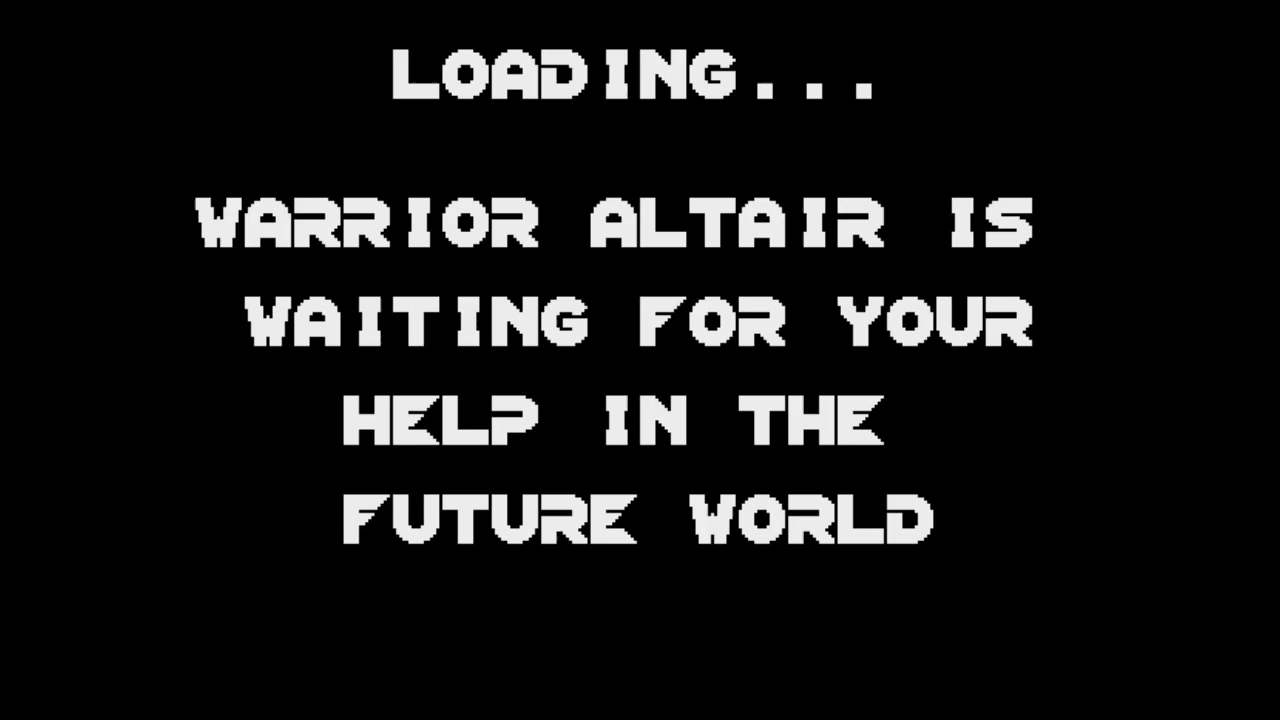 LOADING...
WARRIOR ALTAIR IS
WAITING FOR YOUR
HELP IN THE
FUTURE WORLD